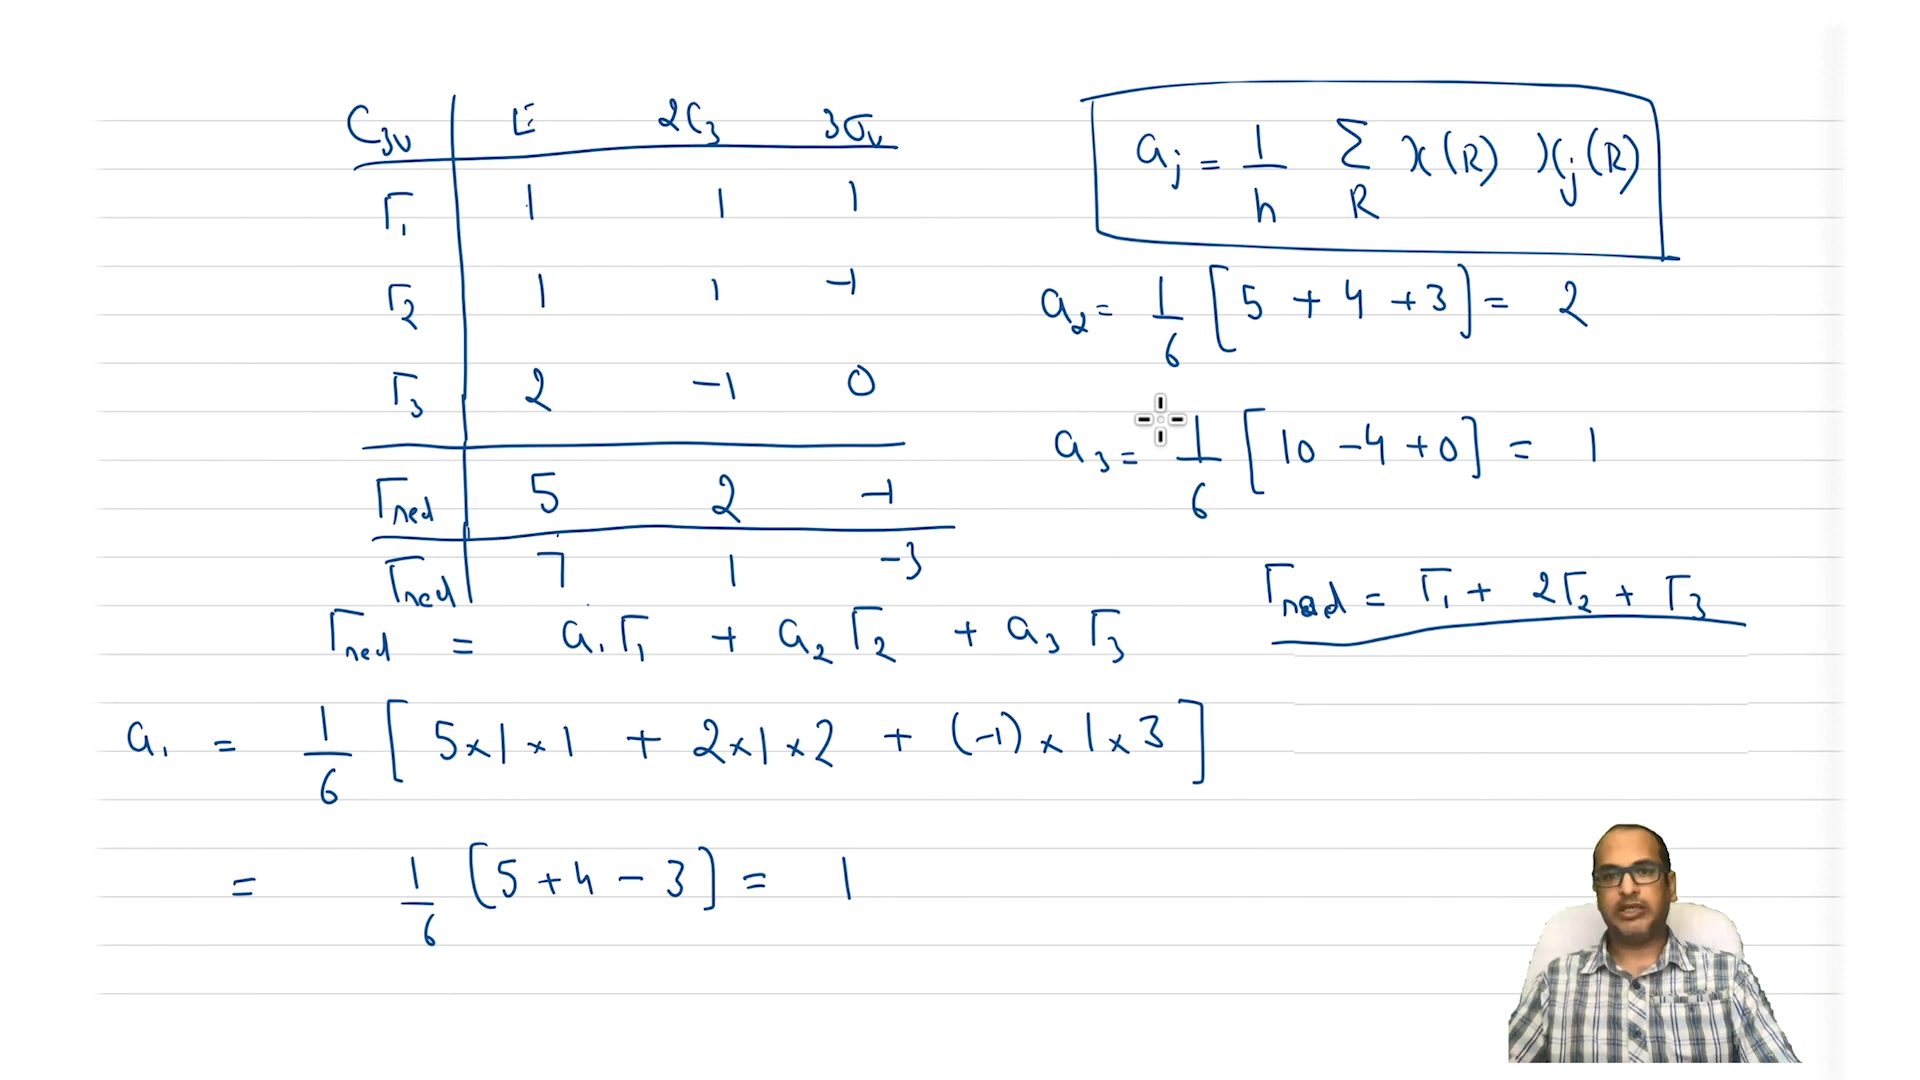 C₃ᵥ E 2C₃ 3σᵥ
Γ₁ 1 1 1
Γ₂ 1 1 -1
Γ₃ 2 -1 0
Γred 5 2 -1
Γred 7 1 -3
Γred = a₁Γ₁ + a₂Γ₂ + a₃Γ₃
a₁ = 1/6 [5×1×1 + 2×1×2 + (-1)×1×3]
= 1/6 [5+4-3] = 1
aⱼ = 1/h Σ_R χ(R) χⱼ(R)
a₂ = 1/6 [5 + 4 + 3] = 2
a₃ = 1/6 [10 - 4 + 0] = 1
Γred = Γ₁ + 2Γ₂ + Γ₃